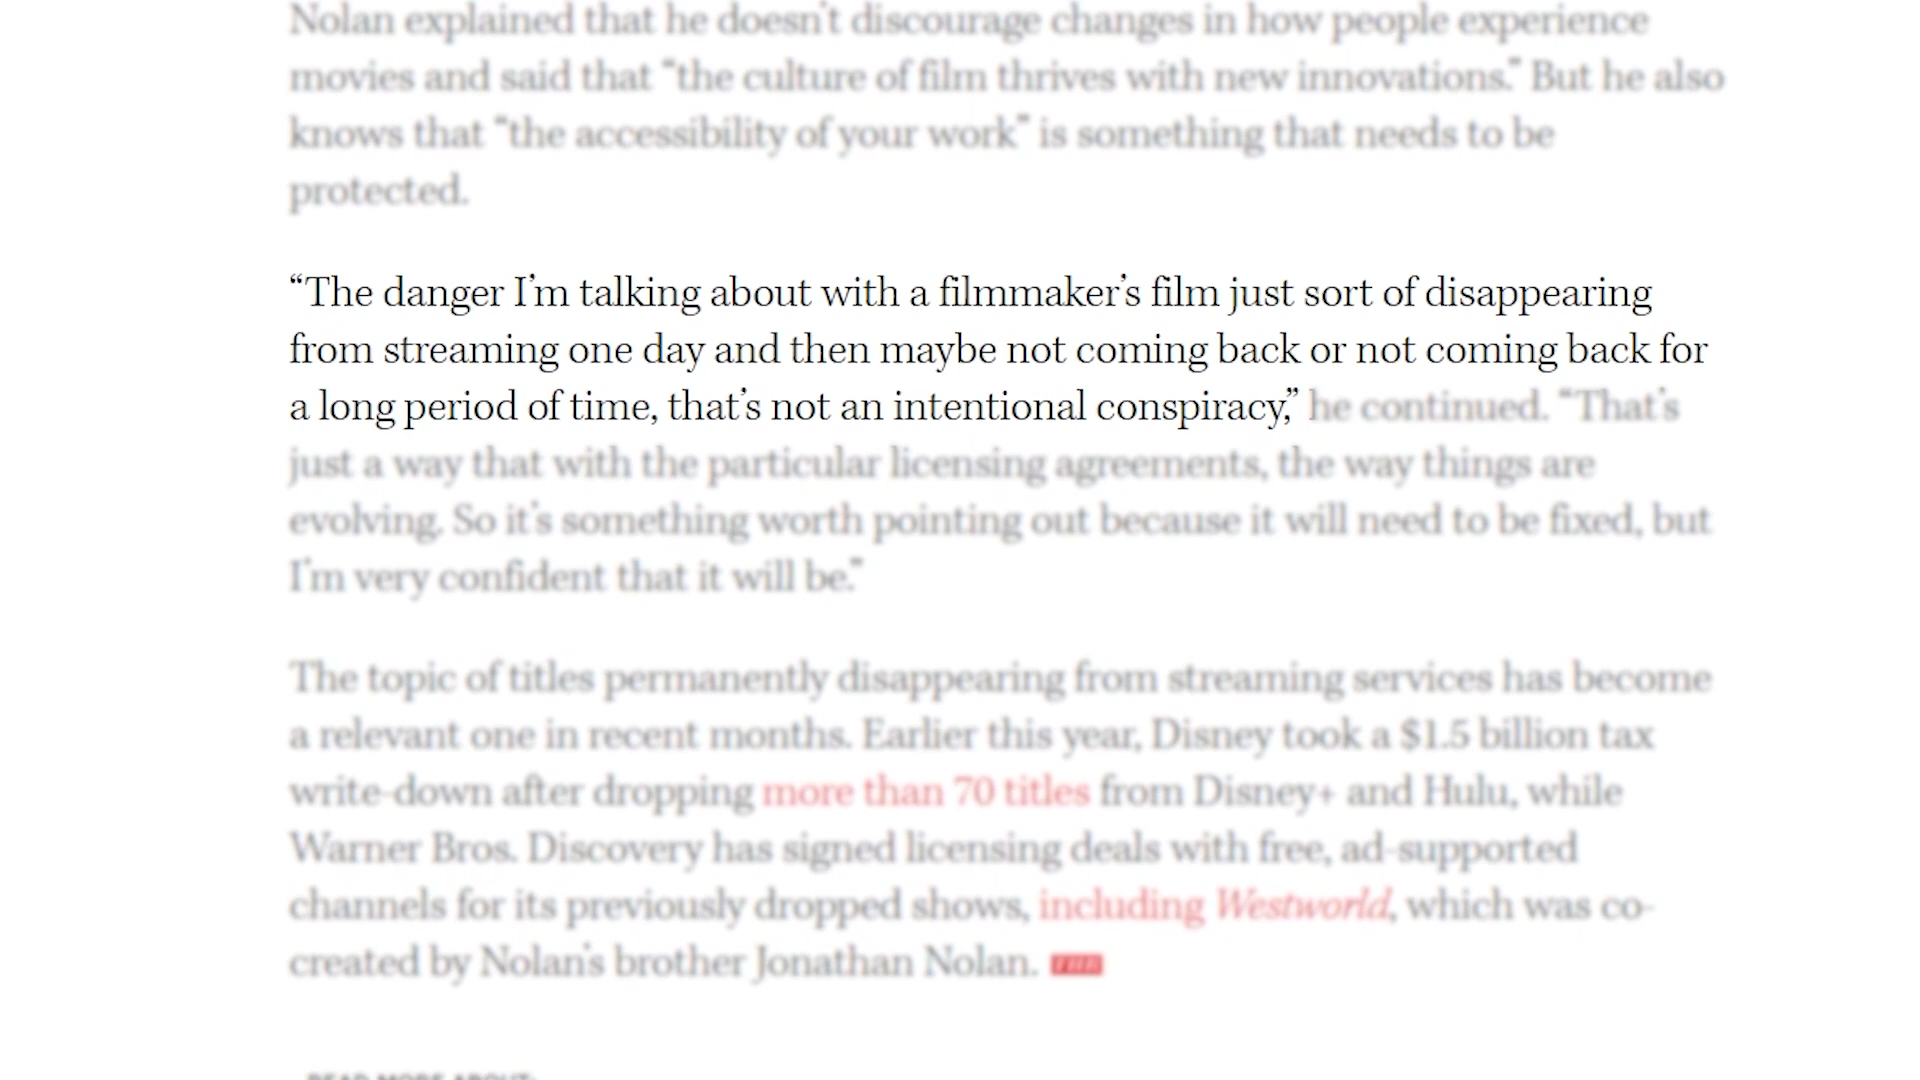 Nolan explained that he doesn't discourage changes in how people experience
movies and said that “the culture of film thrives with new innovations.” But he also
knows that “the accessibility of your work” is something that needs to be
protected.
“The danger I’m talking about with a filmmaker’s film just sort of disappearing
from streaming one day and then maybe not coming back or not coming back for
a long period of time, that’s not an intentional conspiracy,” he continued. “That’s
just a way that with the particular licensing agreements, the way things are
evolving. So it’s something worth pointing out because it will need to be fixed, but
I’m very confident that it will be.”
The topic of titles permanently disappearing from streaming services has become
a relevant one in recent months. Earlier this year, Disney took a $1.5 billion tax
write-down after dropping more than 70 titles from Disney+ and Hulu, while
Warner Bros. Discovery has signed licensing deals with free, ad-supported
channels for its previously dropped shows, including Westworld, which was co-
created by Nolan’s brother Jonathan Nolan. THR
READ MORE ABOUT: